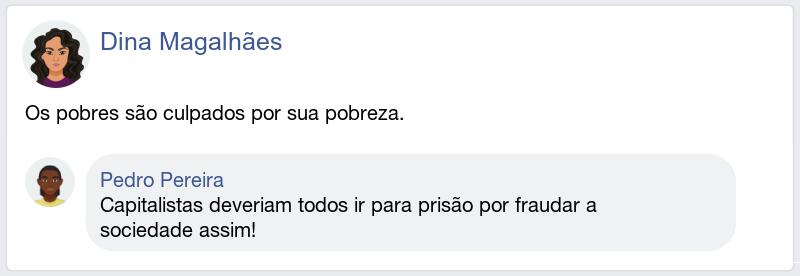 Dina Magalhães
Os pobres são culpados por sua pobreza.
Pedro Pereira
Capitalistas deveriam todos ir para prisão por fraudar a
sociedade assim!